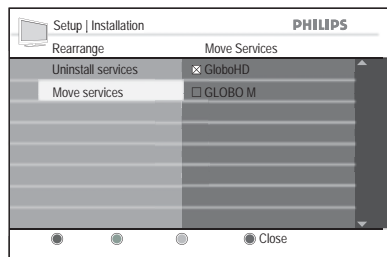 Setup | Installation
PHILIPS
Rearrange
Move Services
Uninstall services
GloboHD
Move services
GLOBO M
Close